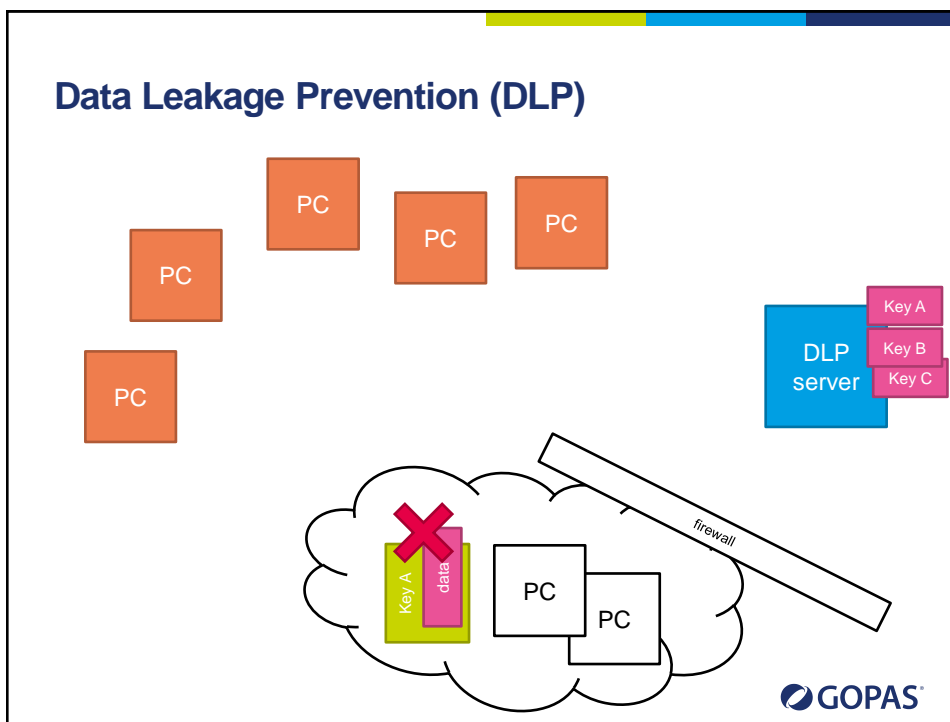 Data Leakage Prevention (DLP)
PC
PC
PC
PC
PC
DLP
server
Key A
Key B
Key C
firewall
Key A
data
PC
PC
GOPAS